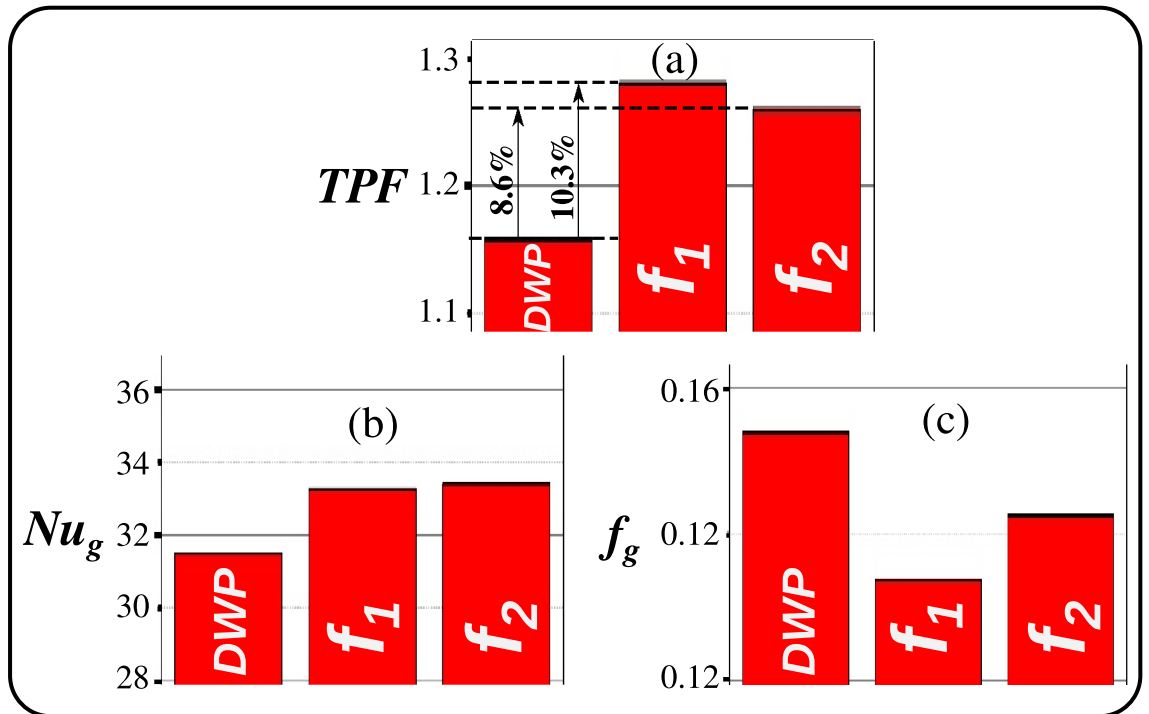 (a)
1.3
TPF
1.2
1.1
8.6%
10.3%
DWP
f1
f2
(b)
36
34
Nug
32
30
28
DWP
f1
f2
(c)
0.16
fg
0.12
0.12
DWP
f1
f2